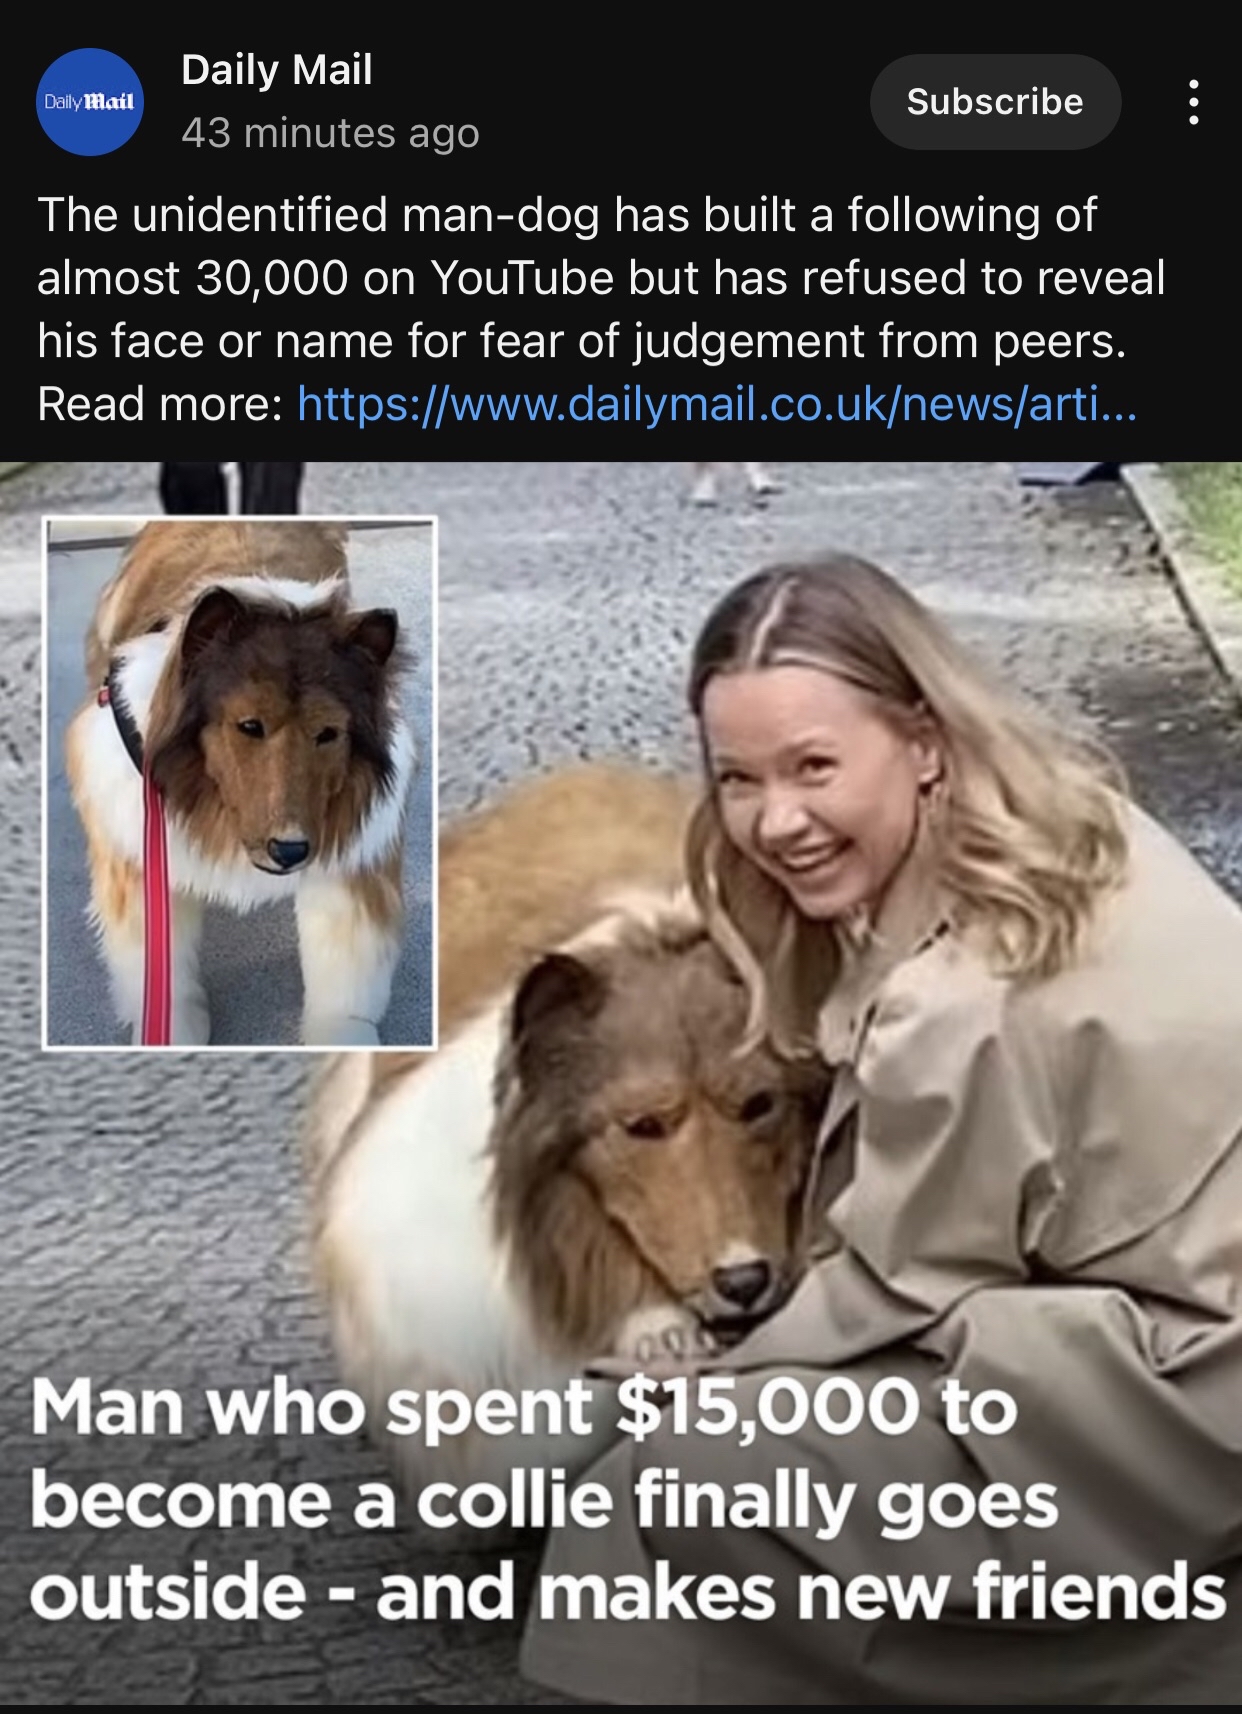 Daily Mail
Daily Mail
43 minutes ago
Subscribe
The unidentified man-dog has built a following of
almost 30,000 on YouTube but has refused to reveal
his face or name for fear of judgement from peers.
Read more: https://www.dailymail.co.uk/news/arti...
Man who spent $15,000 to
become a collie finally goes
outside - and makes new friends